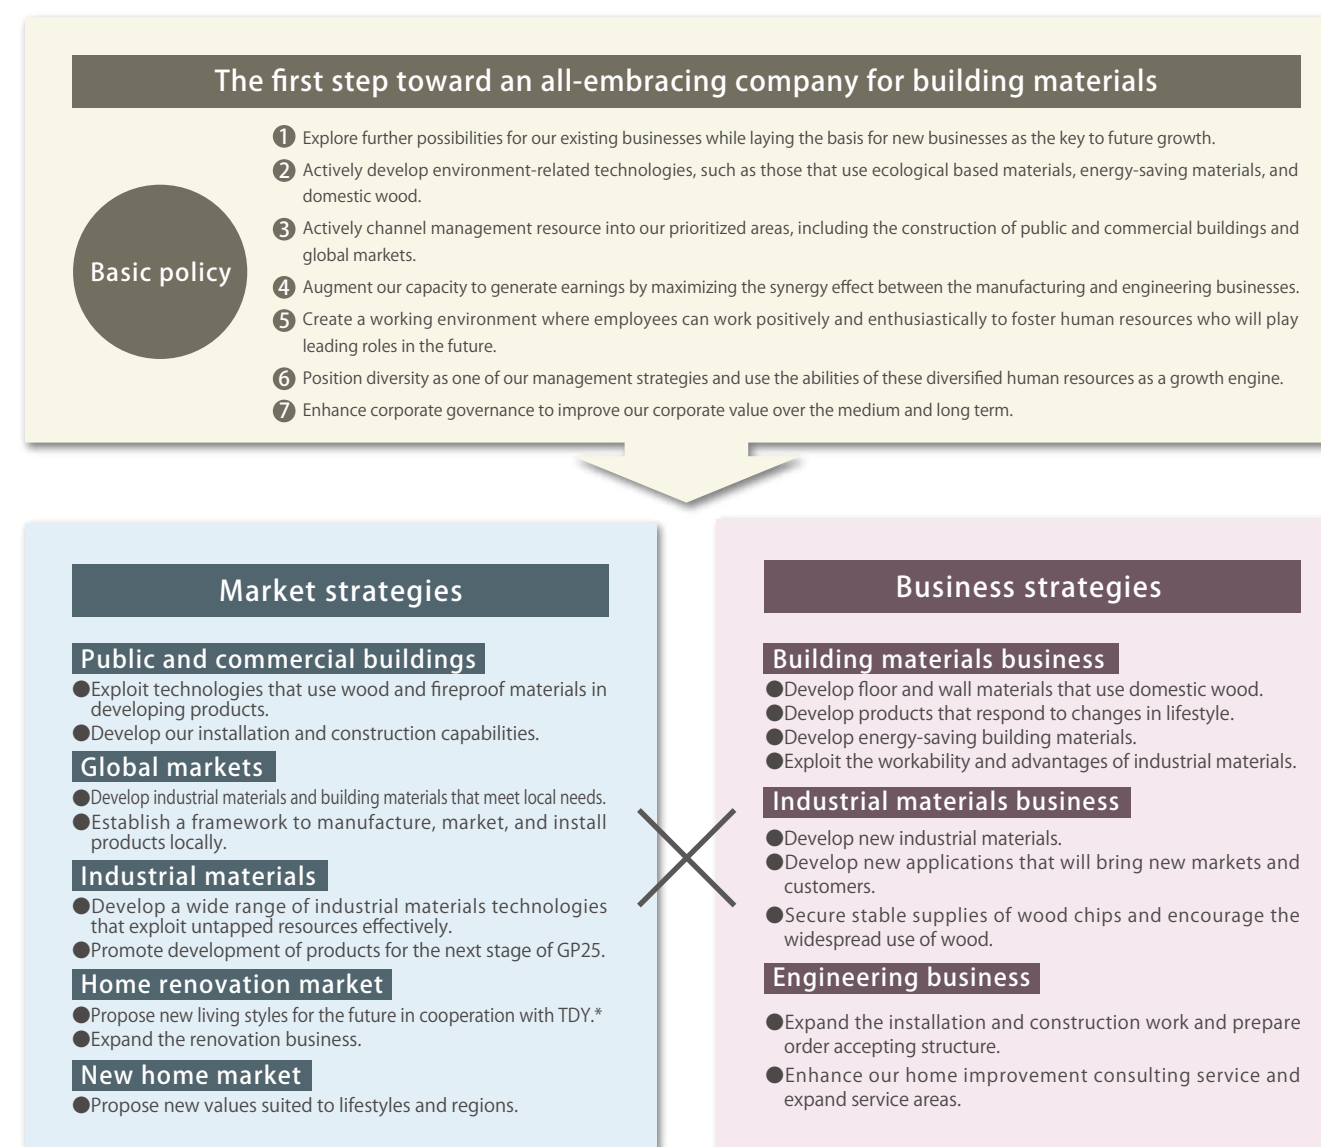 The first step toward an all-embracing company for building materials
Basic policy
1 Explore further possibilities for our existing businesses while laying the basis for new businesses as the key to future growth.
2 Actively develop environment-related technologies, such as those that use ecological based materials, energy-saving materials, and
domestic wood.
3 Actively channel management resource into our prioritized areas, including the construction of public and commercial buildings and
global markets.
4 Augment our capacity to generate earnings by maximizing the synergy effect between the manufacturing and engineering businesses.
5 Create a working environment where employees can work positively and enthusiastically to foster human resources who will play
leading roles in the future.
6 Position diversity as one of our management strategies and use the abilities of these diversified human resources as a growth engine.
7 Enhance corporate governance to improve our corporate value over the medium and long term.
Market strategies
Public and commercial buildings
●Exploit technologies that use wood and fireproof materials in
developing products.
●Develop our installation and construction capabilities.
Global markets
●Develop industrial materials and building materials that meet local needs.
●Establish a framework to manufacture, market, and install
products locally.
Industrial materials
●Develop a wide range of industrial materials technologies
that exploit untapped resources effectively.
●Promote development of products for the next stage of GP25.
Home renovation market
●Propose new living styles for the future in cooperation with TDY.*
●Expand the renovation business.
New home market
●Propose new values suited to lifestyles and regions.
Business strategies
Building materials business
●Develop floor and wall materials that use domestic wood.
●Develop products that respond to changes in lifestyle.
●Develop energy-saving building materials.
●Exploit the workability and advantages of industrial materials.
Industrial materials business
●Develop new industrial materials.
●Develop new applications that will bring new markets and
customers.
●Secure stable supplies of wood chips and encourage the
widespread use of wood.
Engineering business
●Expand the installation and construction work and prepare
order accepting structure.
●Enhance our home improvement consulting service and
expand service areas.